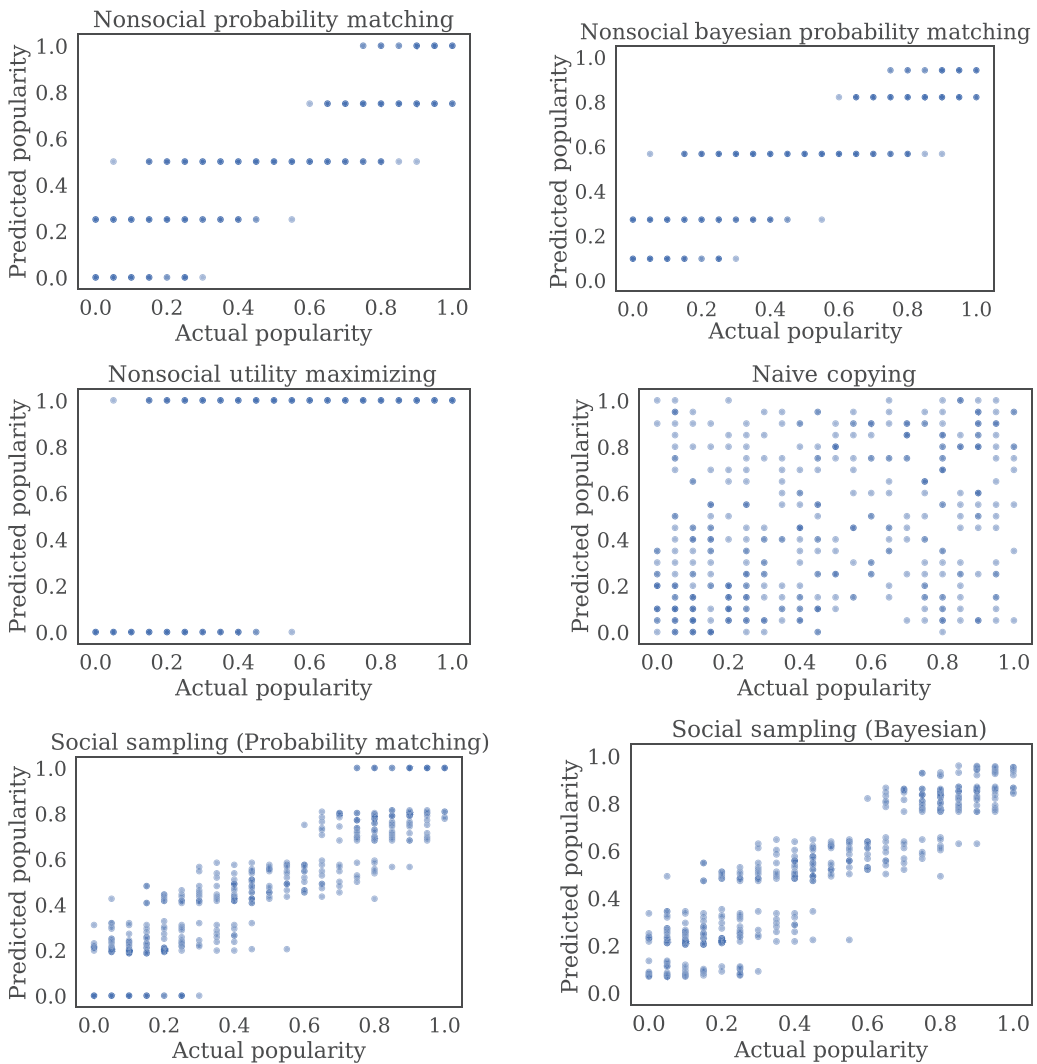 Nonsocial probability matching
Predicted popularity
1.0
0.8
0.6
0.4
0.2
0.0
0.0 0.2 0.4 0.6 0.8 1.0
Actual popularity
Nonsocial bayesian probability matching
Predicted popularity
1.0
0.8
0.6
0.4
0.2
0.0
0.0 0.2 0.4 0.6 0.8 1.0
Actual popularity
Nonsocial utility maximizing
Predicted popularity
1.0
0.8
0.6
0.4
0.2
0.0
0.0 0.2 0.4 0.6 0.8 1.0
Actual popularity
Naive copying
Predicted popularity
1.0
0.8
0.6
0.4
0.2
0.0
0.0 0.2 0.4 0.6 0.8 1.0
Actual popularity
Social sampling (Probability matching)
Predicted popularity
1.0
0.8
0.6
0.4
0.2
0.0
0.0 0.2 0.4 0.6 0.8 1.0
Actual popularity
Social sampling (Bayesian)
Predicted popularity
1.0
0.8
0.6
0.4
0.2
0.0
0.0 0.2 0.4 0.6 0.8 1.0
Actual popularity